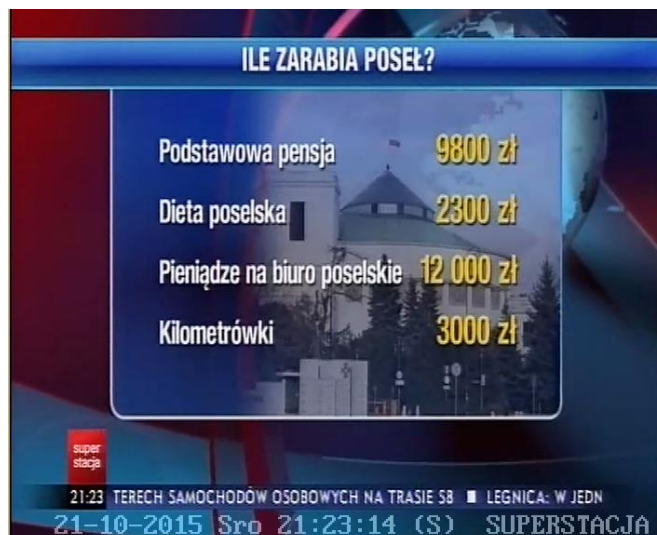 ILE ZARABIA POSEŁ?
Podstawowa pensja 9800 zł
Dieta poselska 2300 zł
Pieniądze na biuro poselskie 12 000 zł
Kilometrówki 3000 zł
super
stacja
21:23 TERECH SAMOCHODÓW OSOBOWYCH NA TRASIE S8 ■ LEGNICA: W JEDN
21-10-2015 Sro 21:23:14 (S) SUPERSTACJA